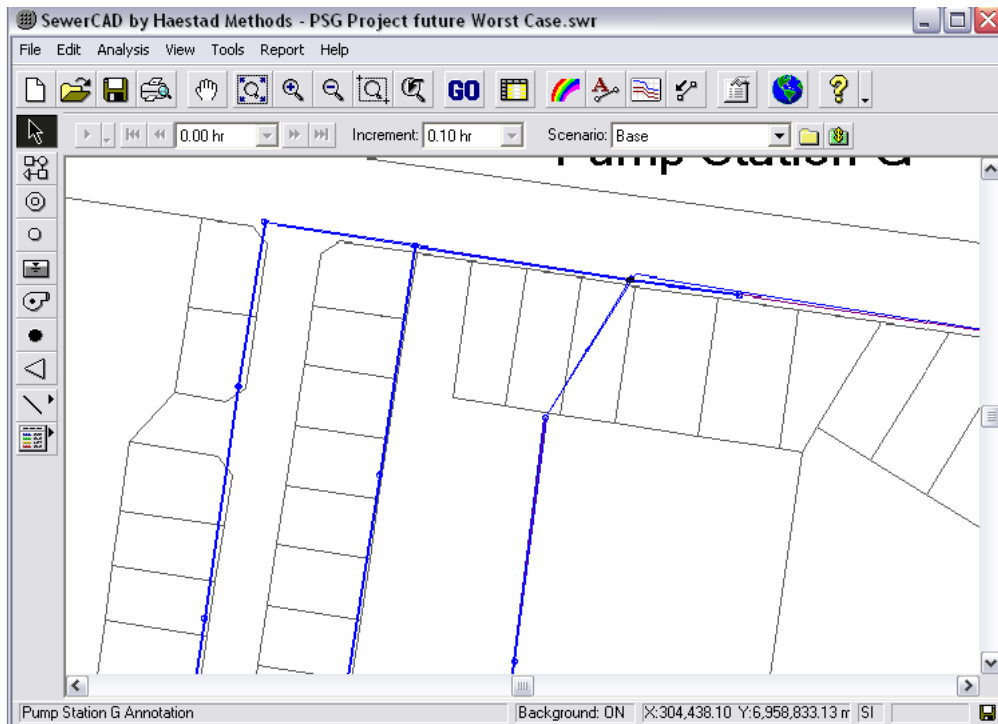 SewerCAD by Haestad Methods - PSG Project future Worst Case.swr
File Edit Analysis View Tools Report Help
GO
0.00 hr Increment: 0.10 hr Scenario: Base
Pump Station G
Pump Station G Annotation Background: ON X:304,438.10 Y:6,958,833.13 m SI